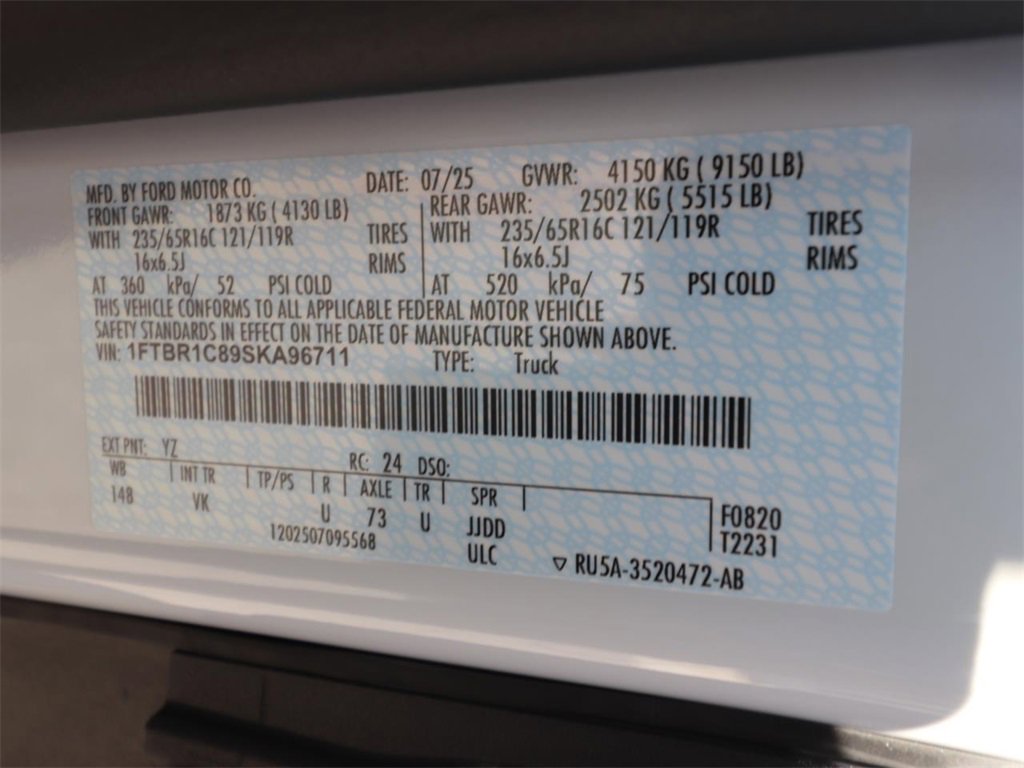 MFD. BY FORD MOTOR CO. DATE: 07/25 GVWR: 4150 KG ( 9150 LB)
FRONT GAWR: 1873 KG ( 4130 LB) REAR GAWR: 2502 KG ( 5515 LB)
WITH 235/65R16C 121/119R TIRES WITH 235/65R16C 121/119R TIRES
16x6.5J RIMS 16x6.5J RIMS
AT 360 kPa/ 52 PSI COLD AT 520 kPa/ 75 PSI COLD
THIS VEHICLE CONFORMS TO ALL APPLICABLE FEDERAL MOTOR VEHICLE
SAFETY STANDARDS IN EFFECT ON THE DATE OF MANUFACTURE SHOWN ABOVE.
VIN: 1FTBR1C89SKA96711 TYPE: Truck
EXT PNT: YZ RC: 24 DSO:
WB INT TR TP/PS R AXLE TR SPR
148 VK U 73 U JJDD F0820
1202507095568 ULC T2231
▽ RU5A-3520472-AB